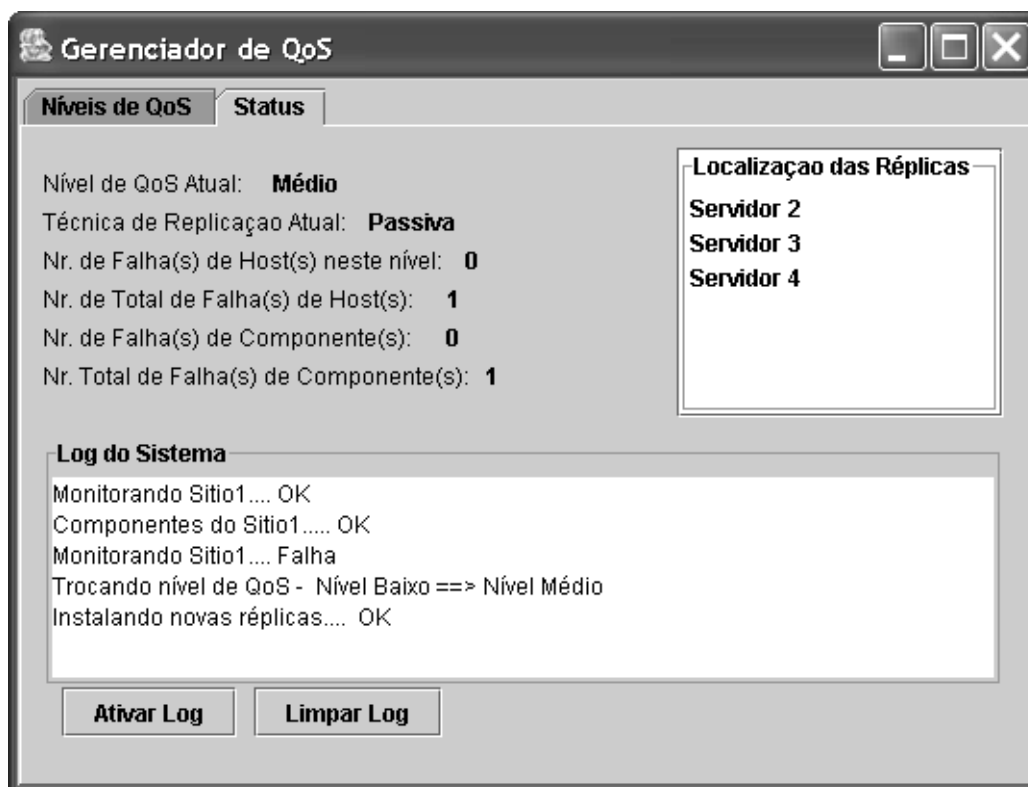 Gerenciador de QoS
Níveis de QoS Status
Nível de QoS Atual: Médio
Técnica de Replicaçao Atual: Passiva
Nr. de Falha(s) de Host(s) neste nível: 0
Nr. de Total de Falha(s) de Host(s): 1
Nr. de Falha(s) de Componente(s): 0
Nr. Total de Falha(s) de Componente(s): 1
Localizaçao das Réplicas
Servidor 2
Servidor 3
Servidor 4
Log do Sistema
Monitorando Sitio1.... OK
Componentes do Sitio1..... OK
Monitorando Sitio1.... Falha
Trocando nível de QoS - Nível Baixo ==> Nível Médio
Instalando novas réplicas.... OK
Ativar Log Limpar Log